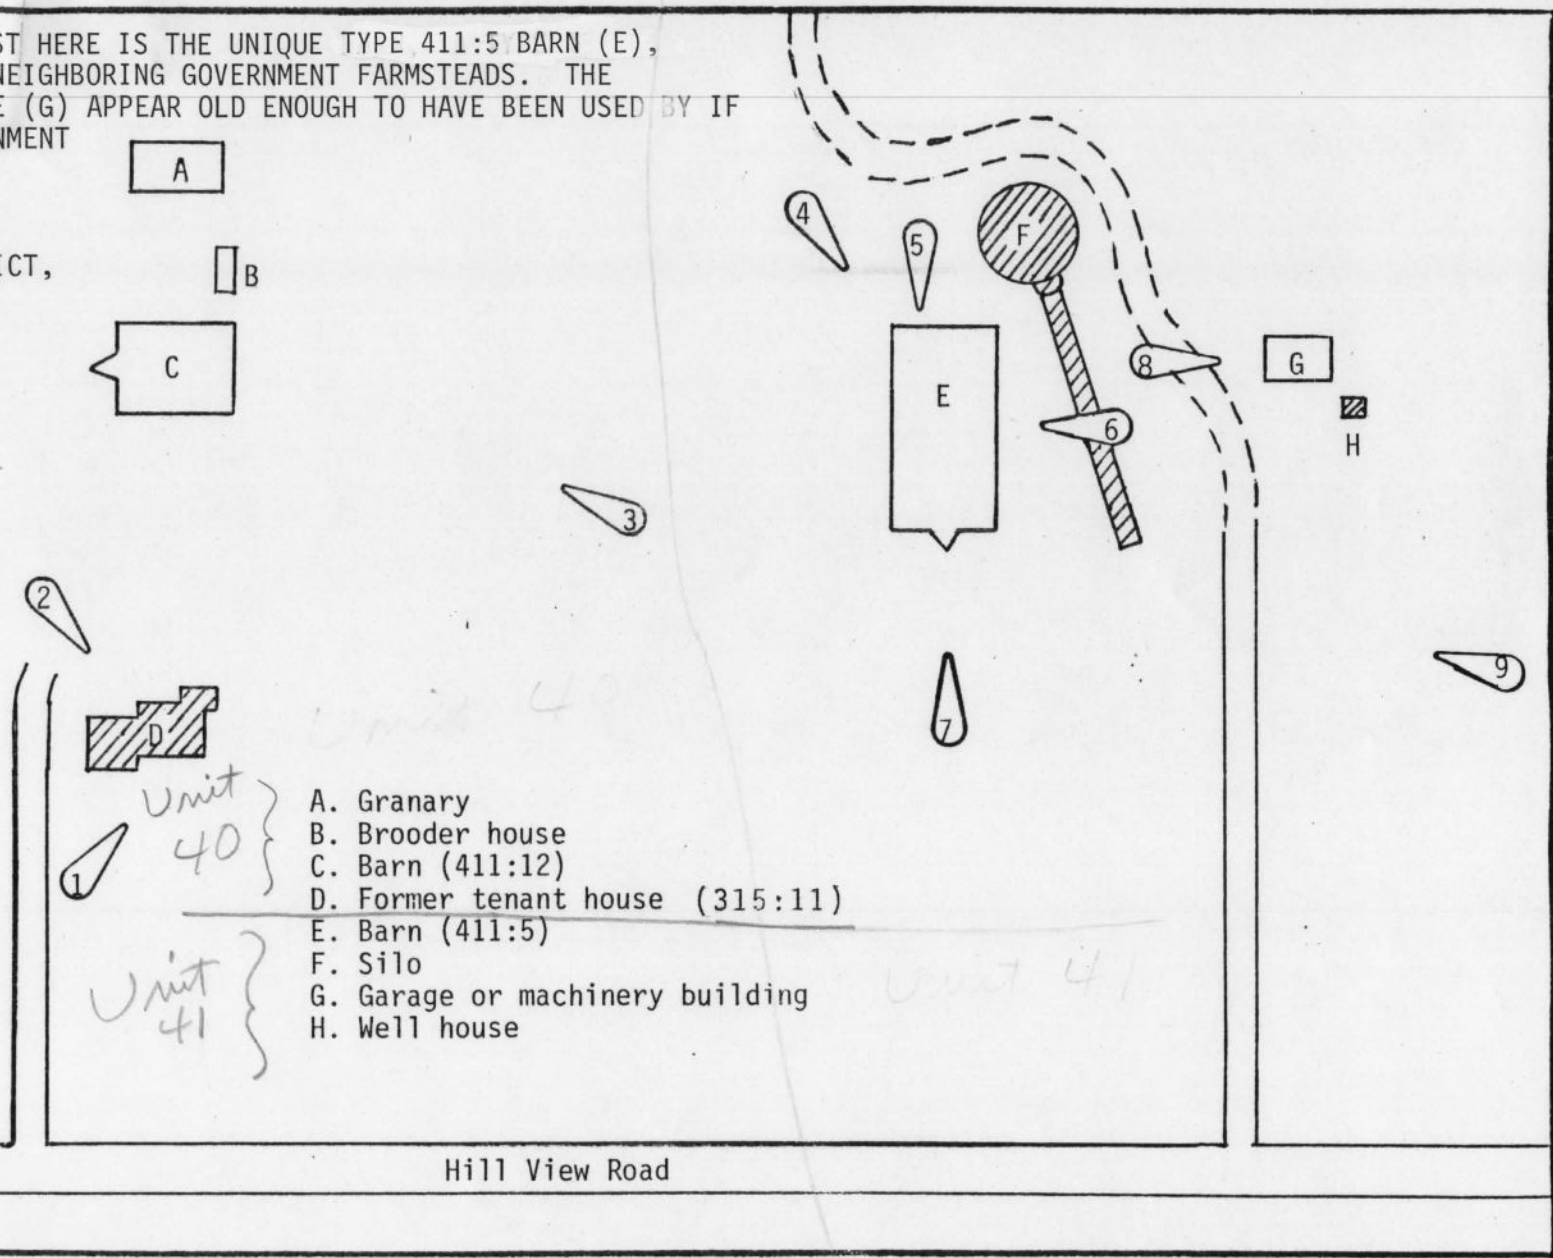 ST HERE IS THE UNIQUE TYPE 411:5 BARN (E),
NEIGHBORING GOVERNMENT FARMSTEADS. THE
E (G) APPEAR OLD ENOUGH TO HAVE BEEN USED BY IF
NMENT
A
4
5
F
ICT,
B
C
8
G
E
6
H
3
2
9
Unit 40
D
7
Unit
40
A. Granary
B. Brooder house
C. Barn (411:12)
1
D. Former tenant house (315:11)
E. Barn (411:5)
Unit
41
F. Silo
Unit 41
G. Garage or machinery building
H. Well house
Hill View Road